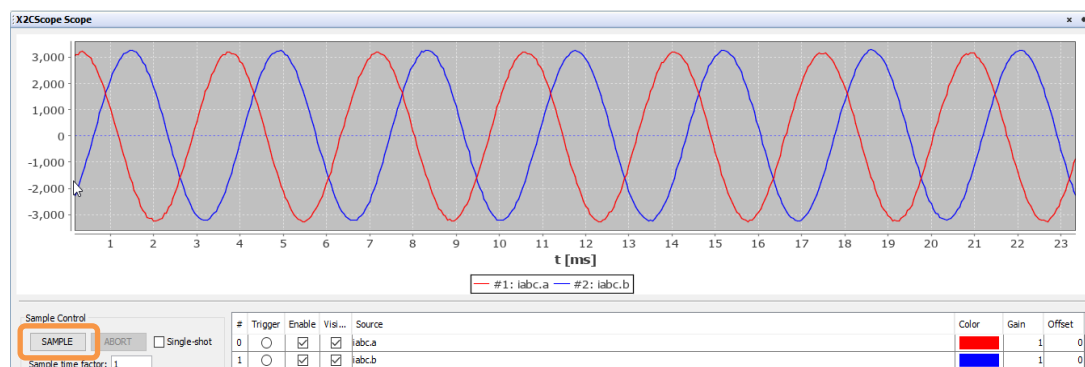 X2CScope Scope
3,000
2,000
1,000
0
-1,000
-2,000
-3,000
1 2 3 4 5 6 7 8 9 10 11 12 13 14 15 16 17 18 19 20 21 22 23
t [ms]
#1: iabc.a #2: iabc.b
Sample Control
SAMPLE ABORT Single-shot
Sample time factor: 1
# Trigger Enable Visi... Source Color Gain Offset
0 iabc.a 1 0
1 iabc.b 1 0